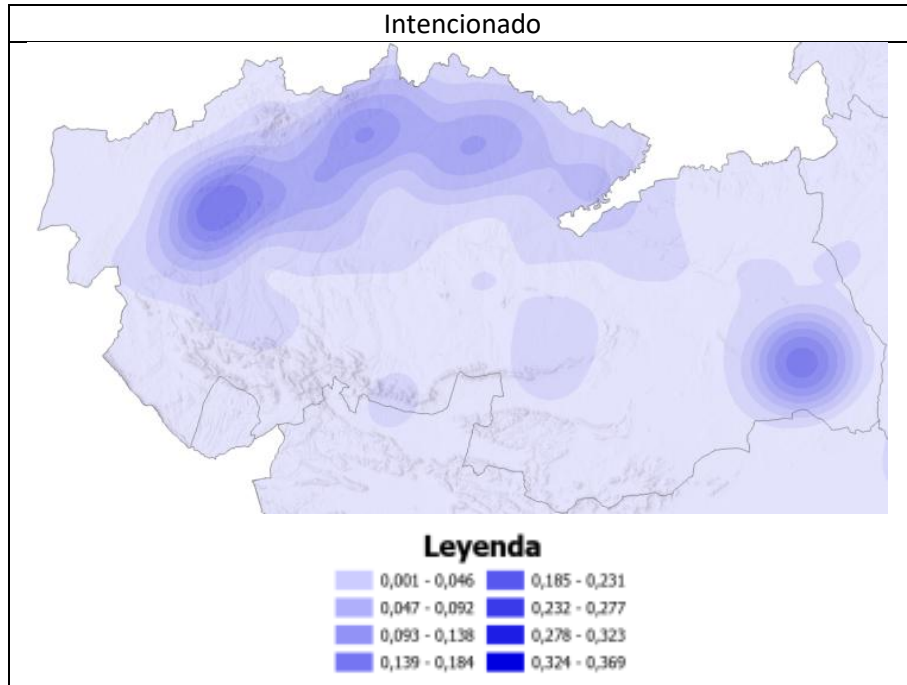 Intencionado
Leyenda
0,001 - 0,046 0,185 - 0,231
0,047 - 0,092 0,232 - 0,277
0,093 - 0,138 0,278 - 0,323
0,139 - 0,184 0,324 - 0,369